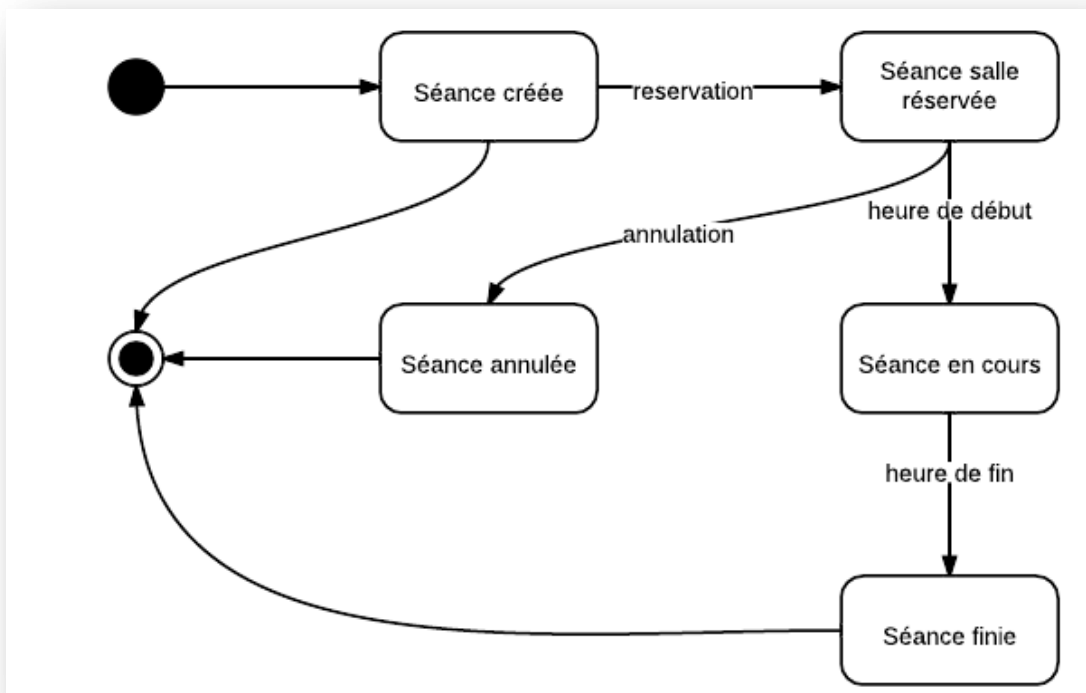 Séance créée
reservation
Séance salle
réservée
heure de début
annulation
Séance annulée
Séance en cours
heure de fin
Séance finie